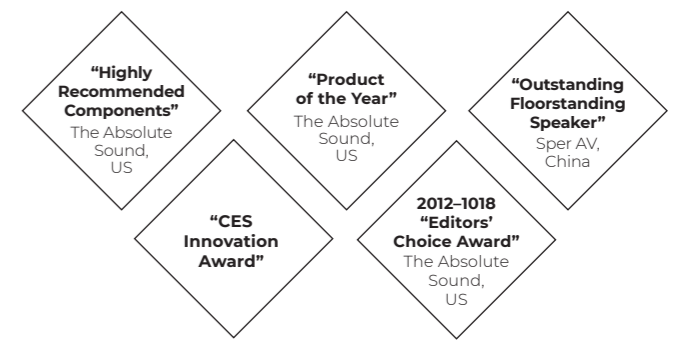 “Highly
Recommended
Components”
The Absolute
Sound,
US
“Product
of the Year”
The Absolute
Sound,
US
“Outstanding
Floorstanding
Speaker”
Sper AV,
China
“CES
Innovation
Award”
2012–1018
“Editors’
Choice Award”
The Absolute
Sound,
US